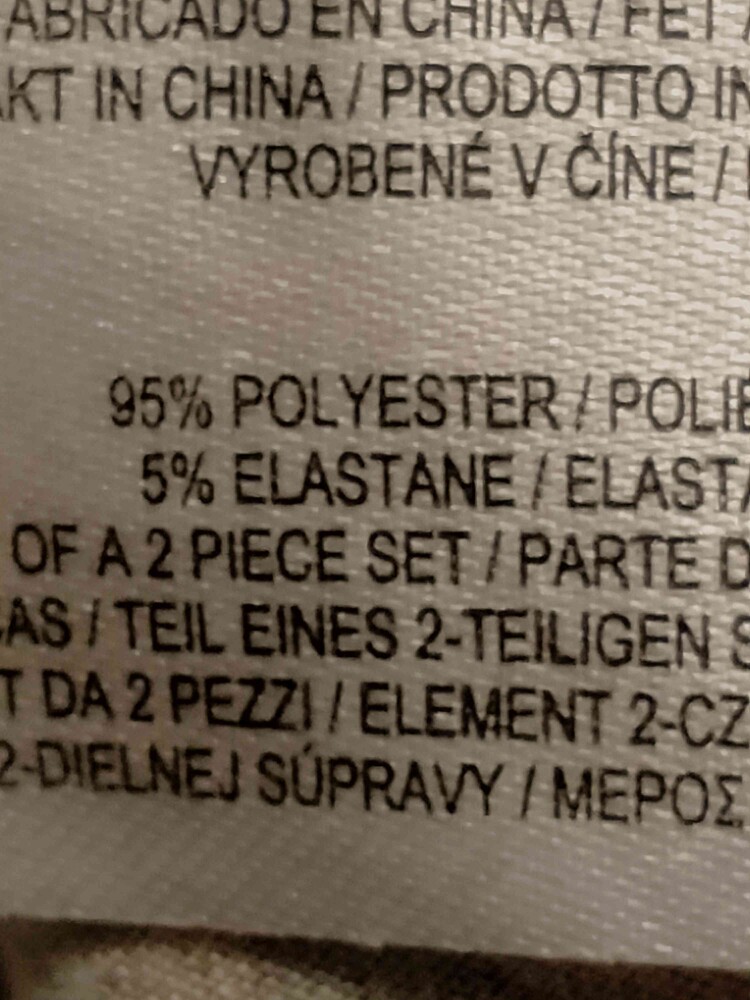 ABRICADO EN CHINA / FET
AKT IN CHINA / PRODOTTO IN
VYROBENÉ V ČÍNE /
95% POLYESTER / POLIE
5% ELASTANE / ELASTA
OF A 2 PIECE SET / PARTE D
AS / TEIL EINES 2-TEILIGEN S
T DA 2 PEZZI / ELEMENT 2-CZ
2-DIELNEJ SÚPRAVY / ΜΕΡΟΣ